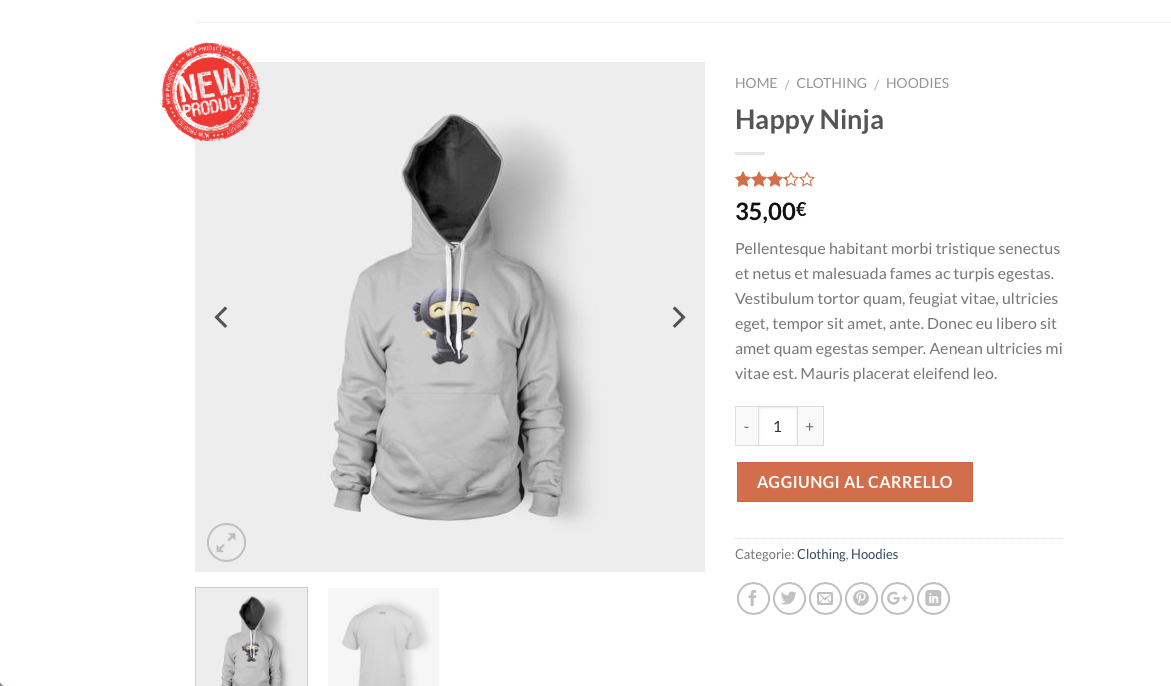 NEW
PRODUCT
HOME / CLOTHING / HOODIES
Happy Ninja
35,00€
Pellentesque habitant morbi tristique senectus
et netus et malesuada fames ac turpis egestas.
Vestibulum tortor quam, feugiat vitae, ultricies
eget, tempor sit amet, ante. Donec eu libero sit
amet quam egestas semper. Aenean ultricies mi
vitae est. Mauris placerat eleifend leo.
- 1 +
AGGIUNGI AL CARRELLO
Categorie: Clothing, Hoodies